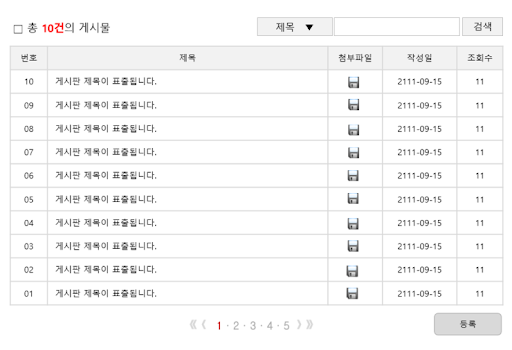 □ 총 10건의 게시물 제목 ▼ 검색
번호 제목 첨부파일 작성일 조회수
10 게시판 제목이 표출됩니다. 2111-09-15 11
09 게시판 제목이 표출됩니다. 2111-09-15 11
08 게시판 제목이 표출됩니다. 2111-09-15 11
07 게시판 제목이 표출됩니다. 2111-09-15 11
06 게시판 제목이 표출됩니다. 2111-09-15 11
05 게시판 제목이 표출됩니다. 2111-09-15 11
04 게시판 제목이 표출됩니다. 2111-09-15 11
03 게시판 제목이 표출됩니다. 2111-09-15 11
02 게시판 제목이 표출됩니다. 2111-09-15 11
01 게시판 제목이 표출됩니다. 2111-09-15 11
《 〈 1 · 2 · 3 · 4 · 5 〉 》 등록